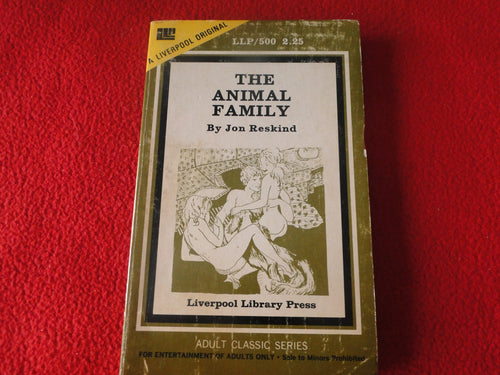 LLP
A LIVERPOOL ORIGINAL
LLP/500 2.25
THE
ANIMAL
FAMILY
By Jon Reskind
Liverpool Library Press
ADULT CLASSIC SERIES
FOR ENTERTAINMENT OF ADULTS ONLY • Sale to Minors Prohibited